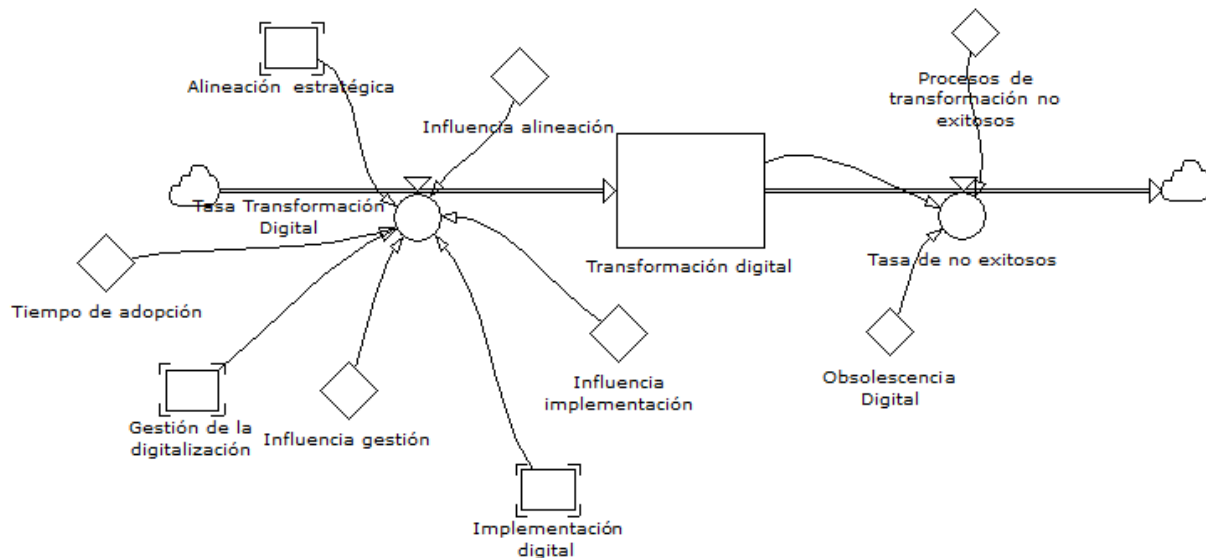 Alineación estratégica
Influencia alineación
Procesos de
transformación no
exitosos
Tasa Transformación
Digital
Transformación digital
Tasa de no exitosos
Tiempo de adopción
Influencia
implementación
Obsolescencia
Digital
Gestión de la
digitalización
Influencia gestión
Implementación
digital